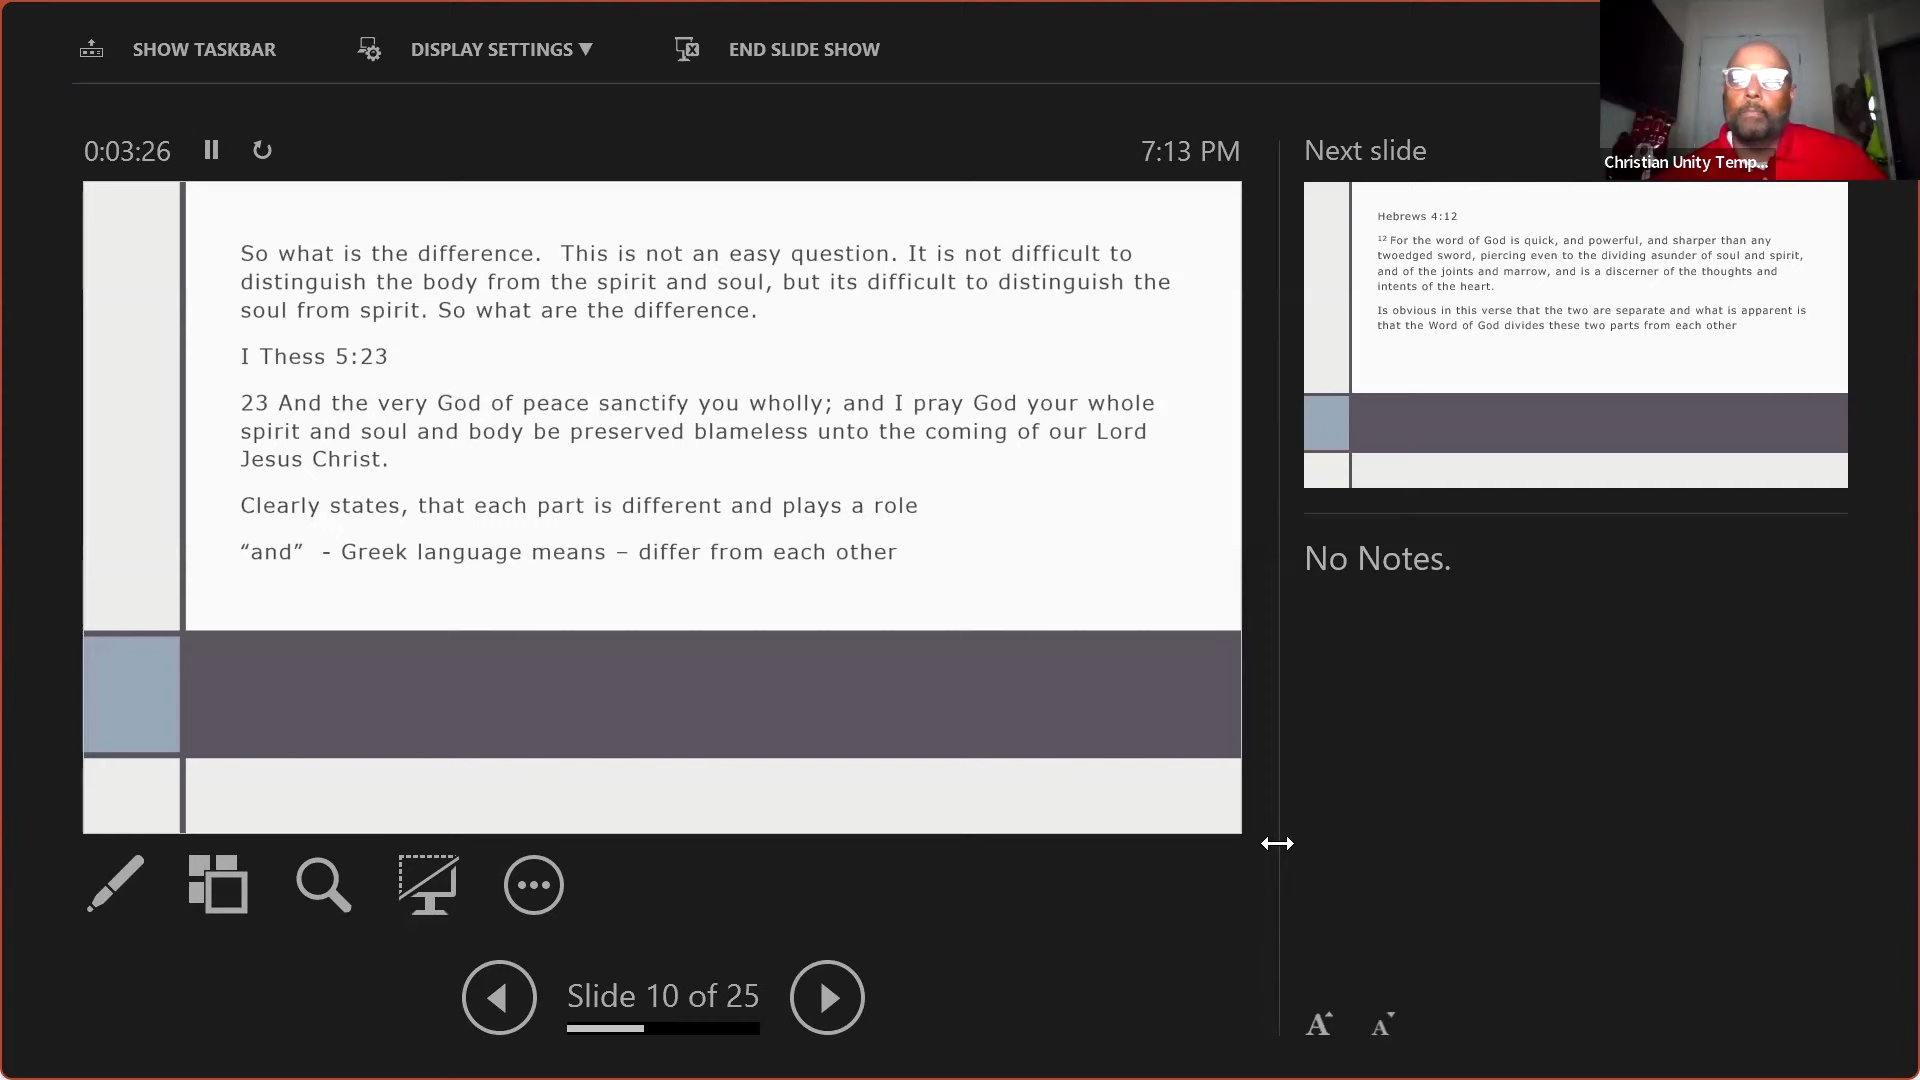 SHOW TASKBAR
DISPLAY SETTINGS ▼
END SLIDE SHOW
Christian Unity Temp...
0:03:26
7:13 PM
Next slide
So what is the difference.  This is not an easy question. It is not difficult to
distinguish the body from the spirit and soul, but its difficult to distinguish the
soul from spirit. So what are the difference.
I Thess 5:23
23 And the very God of peace sanctify you wholly; and I pray God your whole
spirit and soul and body be preserved blameless unto the coming of our Lord
Jesus Christ.
Clearly states, that each part is different and plays a role
“and”  - Greek language means – differ from each other
Hebrews 4:12
12 For the word of God is quick, and powerful, and sharper than any
twoedged sword, piercing even to the dividing asunder of soul and spirit,
and of the joints and marrow, and is a discerner of the thoughts and
intents of the heart.
Is obvious in this verse that the two are separate and what is apparent is
that the Word of God divides these two parts from each other
No Notes.
Slide 10 of 25
A A